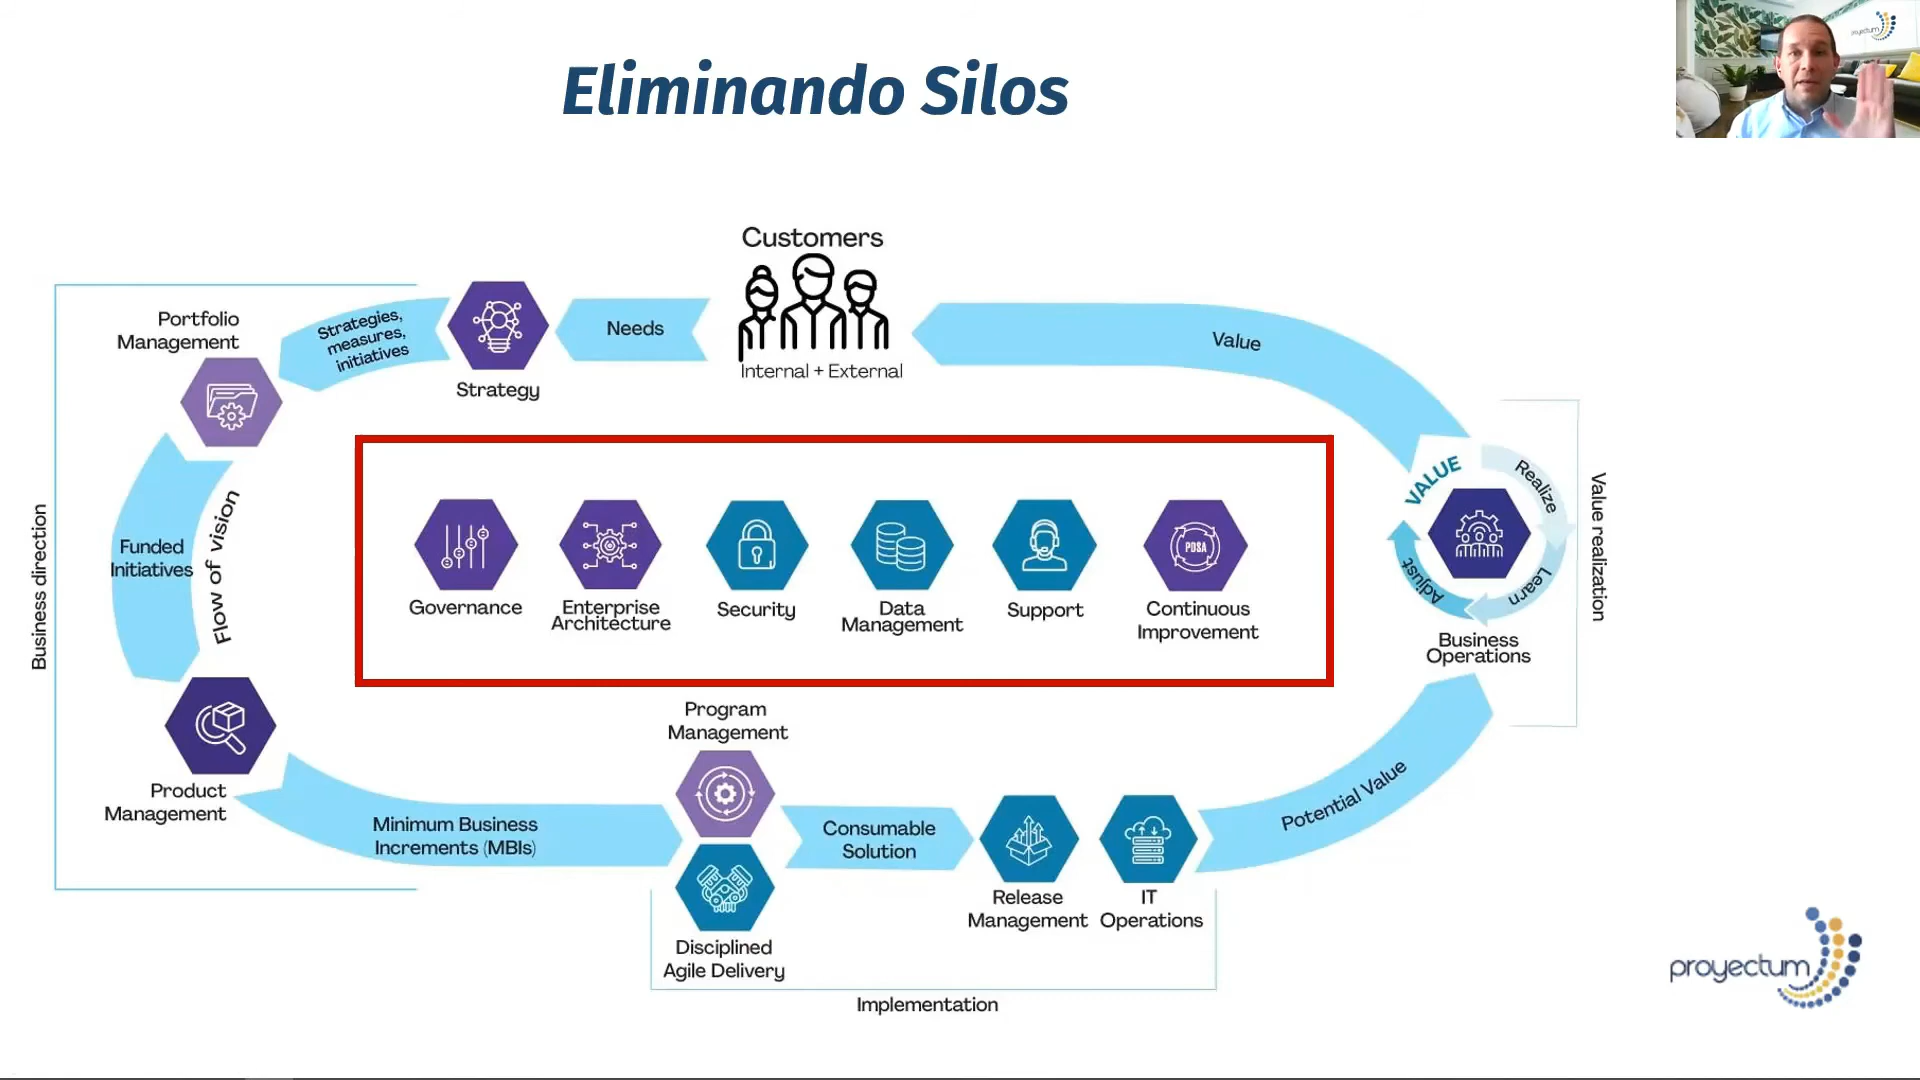 Eliminando Silos
proyectum
Customers
Internal + External
Needs
Value
Strategies,
measures,
initiatives
Strategy
Portfolio
Management
Business direction
Funded
Initiatives
Flow of vision
Governance
Enterprise
Architecture
Security
Data
Management
Support
PDSA
Continuous
Improvement
VALUE
Realize
Learn
Adjust
Business
Operations
Value realization
Product
Management
Minimum Business
Increments (MBIs)
Program
Management
Disciplined
Agile Delivery
Consumable
Solution
Release
Management
IT
Operations
Potential Value
Implementation
proyectum